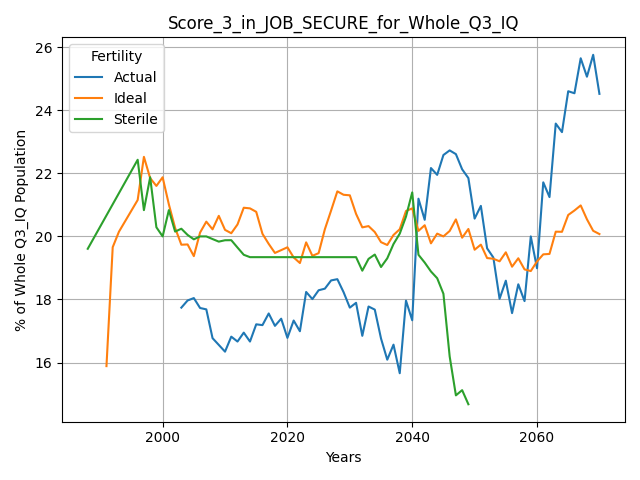 Score_3_in_JOB_SECURE_for_Whole_Q3_IQ
Fertility
Actual
Ideal
Sterile
% of Whole Q3_IQ Population
26
24
22
20
18
16
2000
2020
2040
2060
Years